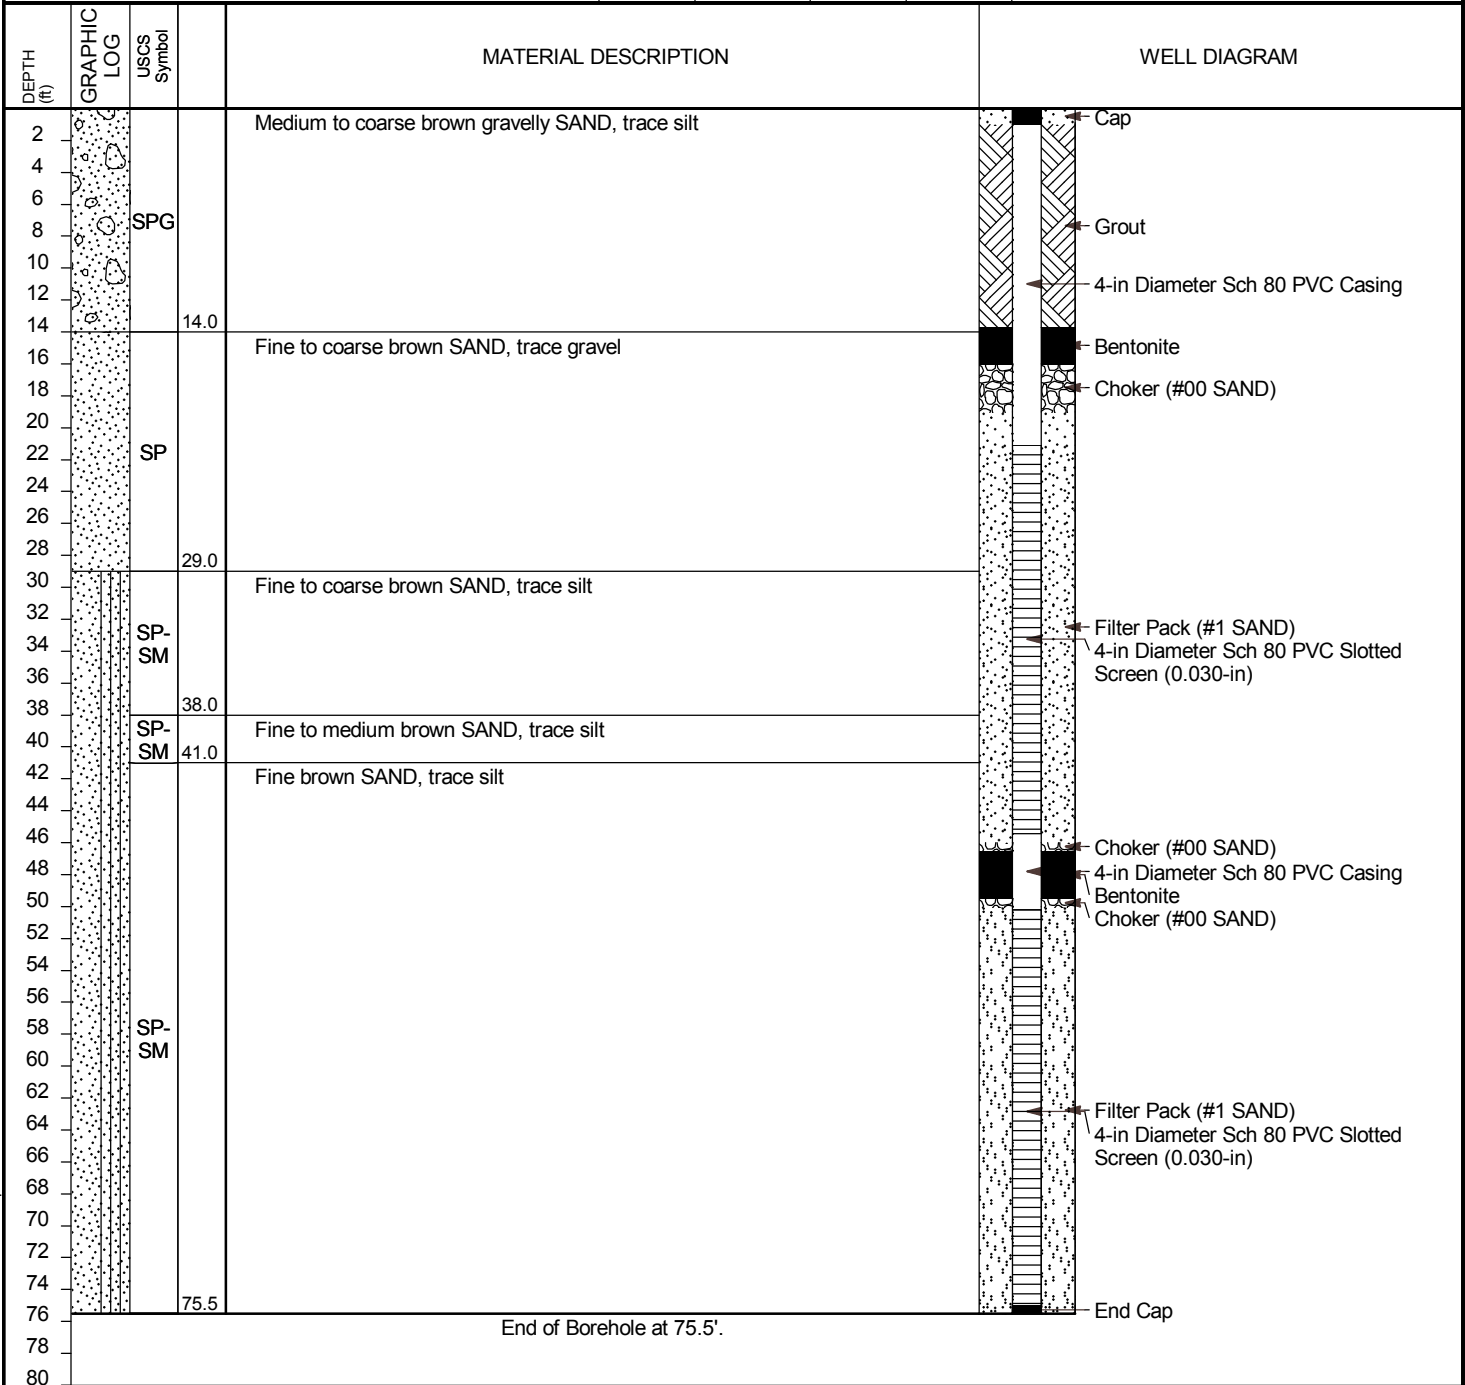 DEPTH
(ft)
GRAPHIC
LOG
USCS
Symbol
MATERIAL DESCRIPTION
WELL DIAGRAM
2
4
6
8
10
12
14
16
18
20
22
24
26
28
30
32
34
36
38
40
42
44
46
48
50
52
54
56
58
60
62
64
66
68
70
72
74
76
78
80
SPG
14.0
Medium to coarse brown gravelly SAND, trace silt
SP
29.0
Fine to coarse brown SAND, trace gravel
SP-
SM
38.0
Fine to coarse brown SAND, trace silt
SP-
SM
41.0
Fine to medium brown SAND, trace silt
SP-
SM
75.5
Fine brown SAND, trace silt
End of Borehole at 75.5'.
Cap
Grout
4-in Diameter Sch 80 PVC Casing
Bentonite
Choker (#00 SAND)
Filter Pack (#1 SAND)
4-in Diameter Sch 80 PVC Slotted
Screen (0.030-in)
Choker (#00 SAND)
4-in Diameter Sch 80 PVC Casing
Bentonite
Choker (#00 SAND)
Filter Pack (#1 SAND)
4-in Diameter Sch 80 PVC Slotted
Screen (0.030-in)
End Cap